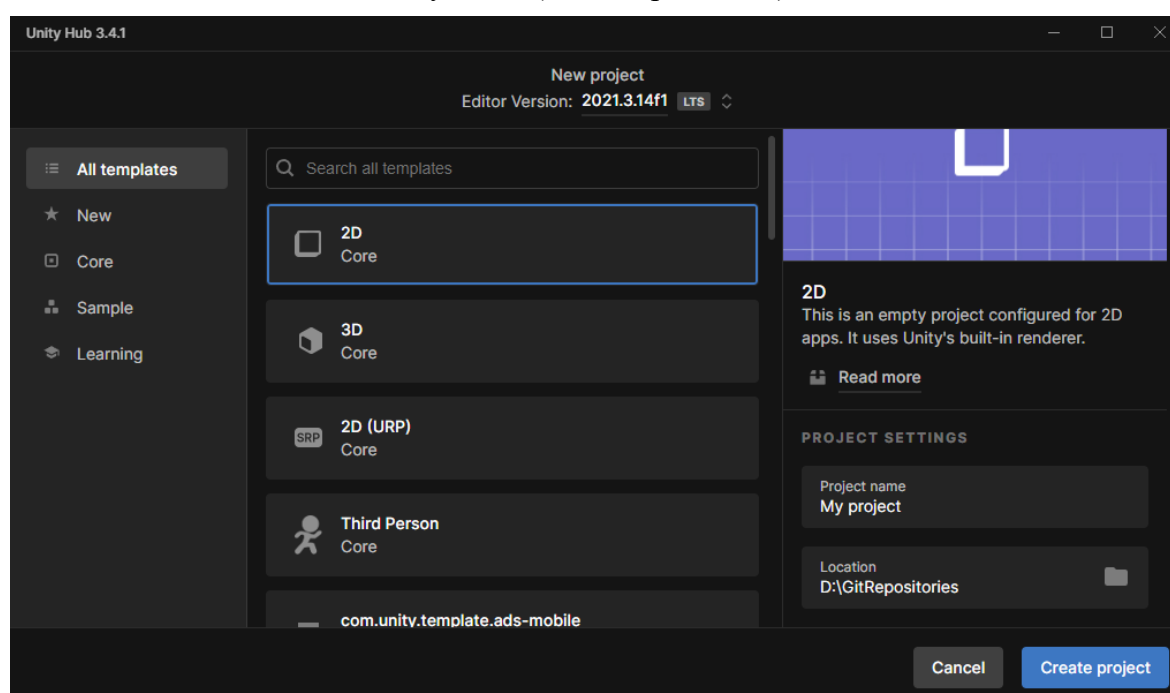 Unity Hub 3.4.1
New project
Editor Version: 2021.3.14f1 LTS
All templates
New
Core
Sample
Learning
Search all templates
2D
Core
3D
Core
SRP
2D (URP)
Core
Third Person
Core
com.unity.template.ads-mobile
2D
This is an empty project configured for 2D
apps. It uses Unity's built-in renderer.
Read more
PROJECT SETTINGS
Project name
My project
Location
D:\GitRepositories
Cancel
Create project